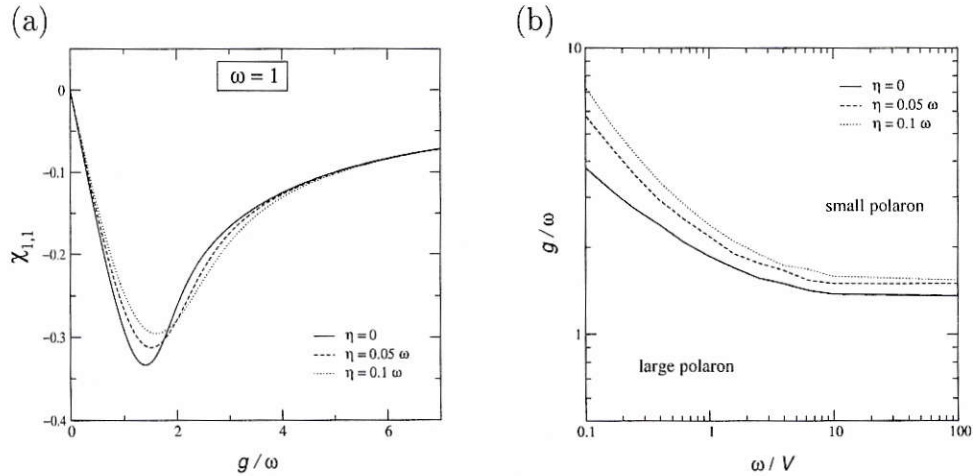 (a)
ω = 1
0
-0.1
-0.2
-0.3
-0.4
χ1,1
η = 0
η = 0.05 ω
η = 0.1 ω
0 2 4 6
g / ω
(b)
10
1
g / ω
η = 0
η = 0.05 ω
η = 0.1 ω
small polaron
large polaron
0.1 1 10 100
ω / V